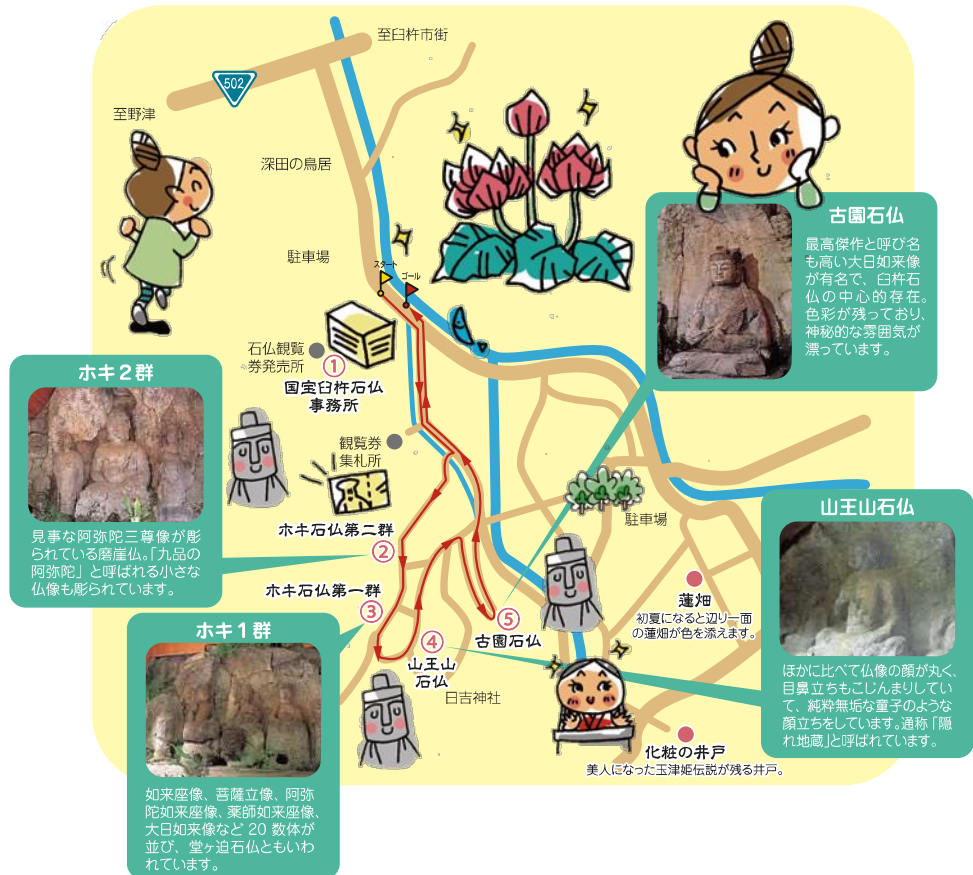 至臼杵市街
502
至野津
深田の鳥居
駐車場
スタート
ゴール
石仏観覧
券発売所
①
国宝臼杵石仏
事務所
観覧券
集札所
ホキ石仏第二群
②
ホキ石仏第一群
③
④
山王山
石仏
⑤
古園石仏
日吉神社
駐車場
蓮畑
初夏になると辺り一面
の蓮畑が色を添えます。
化粧の井戸
美人になった玉津姫伝説が残る井戸。
古園石仏
最高傑作と呼び名
も高い大日如来像
が有名で、臼杵石
仏の中心的存在。
色彩が残っており、
神秘的な雰囲気が
漂っています。
ホキ2群
見事な阿弥陀三尊像が彫
られている磨崖仏。「九品の
阿弥陀」と呼ばれる小さな
仏像も彫られています。
ホキ1群
如来座像、菩薩立像、阿弥
陀如来座像、薬師如来座像、
大日如来像など 20 数体が
並び、堂ヶ迫石仏ともいわ
れています。
山王山石仏
ほかに比べて仏像の顔が丸く、
目鼻立ちもこじんまりしてい
て、純粋無垢な童子のような
顔立ちをしています。通称「隠
れ地蔵」と呼ばれています。